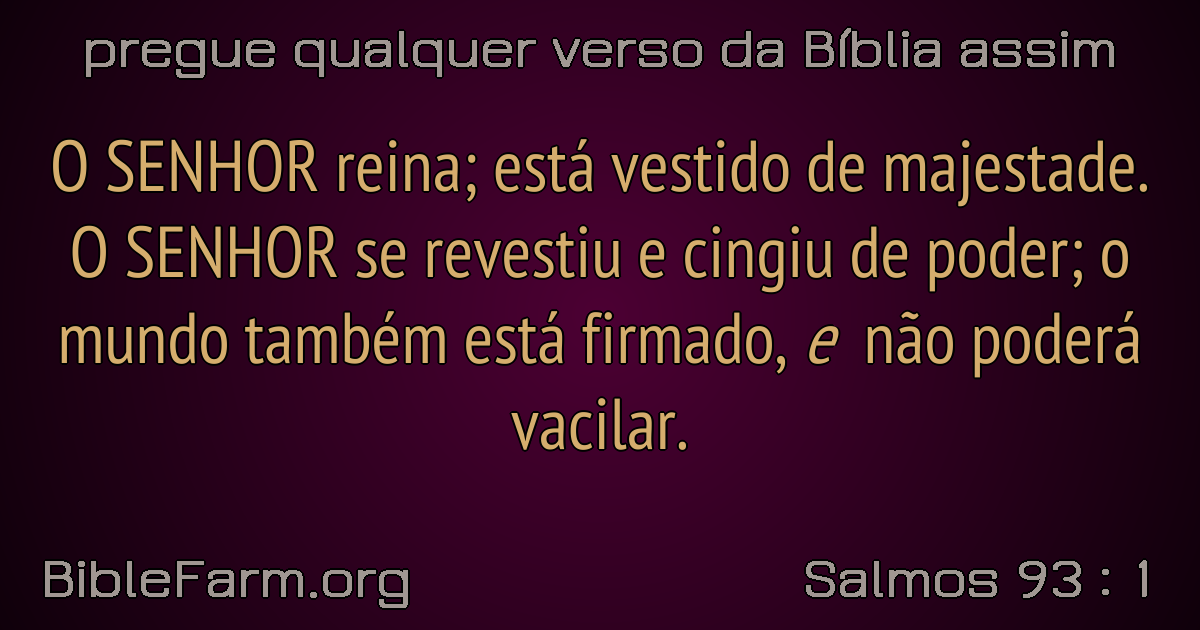 pregue qualquer verso da Bíblia assim
O SENHOR reina; está vestido de majestade.
O SENHOR se revestiu e cingiu de poder; o
mundo também está firmado, e não poderá
vacilar.
BibleFarm.org
Salmos 93 : 1